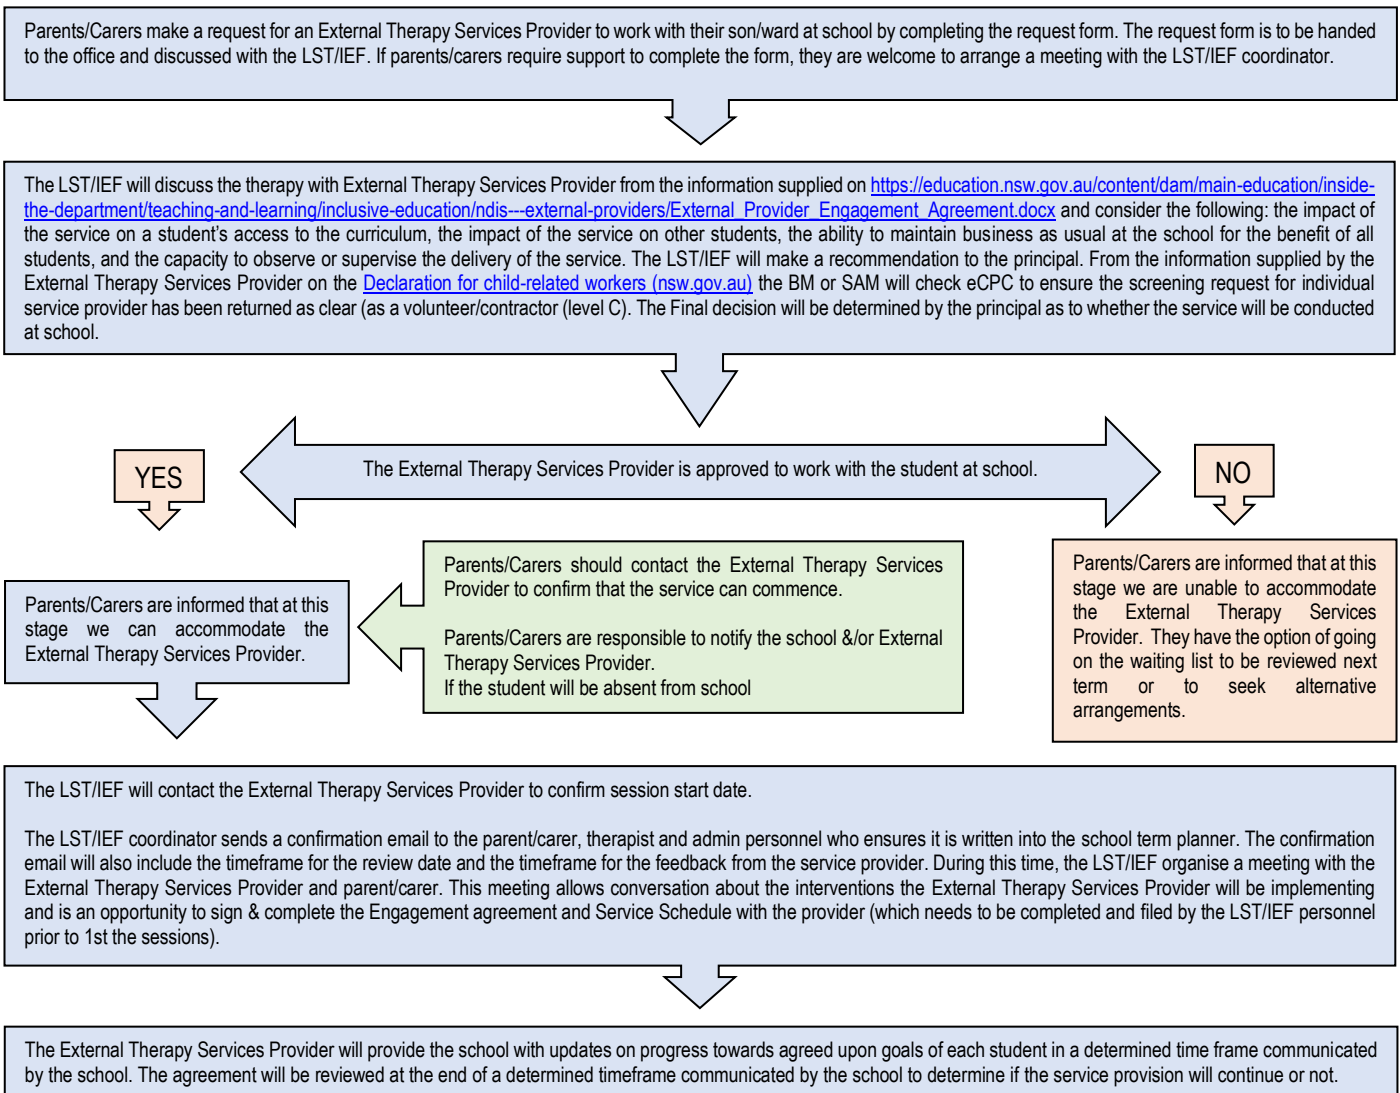 Parents/Carers make a request for an External Therapy Services Provider to work with their son/ward at school by completing the request form. The request form is to be handed
to the office and discussed with the LST/IEF. If parents/carers require support to complete the form, they are welcome to arrange a meeting with the LST/IEF coordinator.
The LST/IEF will discuss the therapy with External Therapy Services Provider from the information supplied on https://education.nsw.gov.au/content/dam/main-education/inside-
the-department/teaching-and-learning/inclusive-education/ndis---external-providers/External_Provider_Engagement_Agreement.docx and consider the following: the impact of
the service on a student's access to the curriculum, the impact of the service on other students, the ability to maintain business as usual at the school for the benefit of all
students, and the capacity to observe or supervise the delivery of the service. The LST/IEF will make a recommendation to the principal. From the information supplied by the
External Therapy Services Provider on the Declaration for child-related workers (nsw.gov.au) the BM or SAM will check eCPC to ensure the screening request for individual
service provider has been returned as clear (as a volunteer/contractor (level C). The Final decision will be determined by the principal as to whether the service will be conducted
at school.
The External Therapy Services Provider is approved to work with the student at school.
YES
NO
Parents/Carers are informed that at this
stage we can accommodate the
External Therapy Services Provider.
Parents/Carers should contact the External Therapy Services
Provider to confirm that the service can commence.
Parents/Carers are responsible to notify the school &/or External
Therapy Services Provider.
If the student will be absent from school
Parents/Carers are informed that at this
stage we are unable to accommodate
the External Therapy Services
Provider. They have the option of going
on the waiting list to be reviewed next
term or to seek alternative
arrangements.
The LST/IEF will contact the External Therapy Services Provider to confirm session start date.
The LST/IEF coordinator sends a confirmation email to the parent/carer, therapist and admin personnel who ensures it is written into the school term planner. The confirmation
email will also include the timeframe for the review date and the timeframe for the feedback from the service provider. During this time, the LST/IEF organise a meeting with the
External Therapy Services Provider and parent/carer. This meeting allows conversation about the interventions the External Therapy Services Provider will be implementing
and is an opportunity to sign & complete the Engagement agreement and Service Schedule with the provider (which needs to be completed and filed by the LST/IEF personnel
prior to 1st the sessions).
The External Therapy Services Provider will provide the school with updates on progress towards agreed upon goals of each student in a determined time frame communicated
by the school. The agreement will be reviewed at the end of a determined timeframe communicated by the school to determine if the service provision will continue or not.